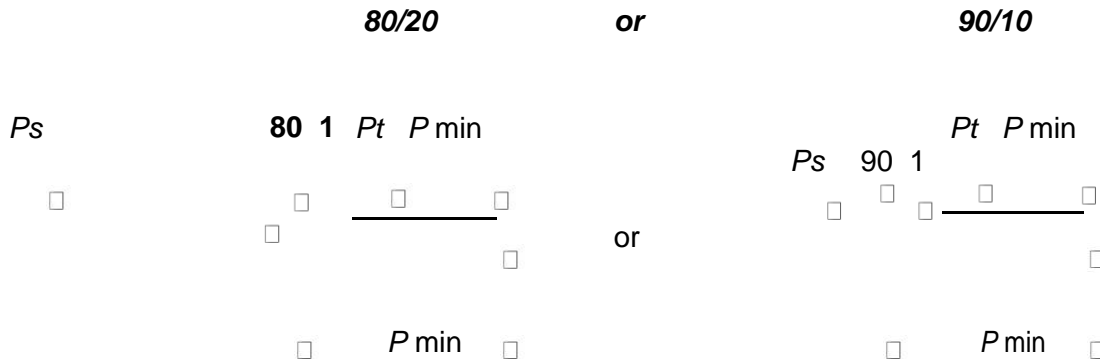 80/20 or 90/10
Ps 80 1 Pt P min Pt P min
Ps 90 1
or
P min P min